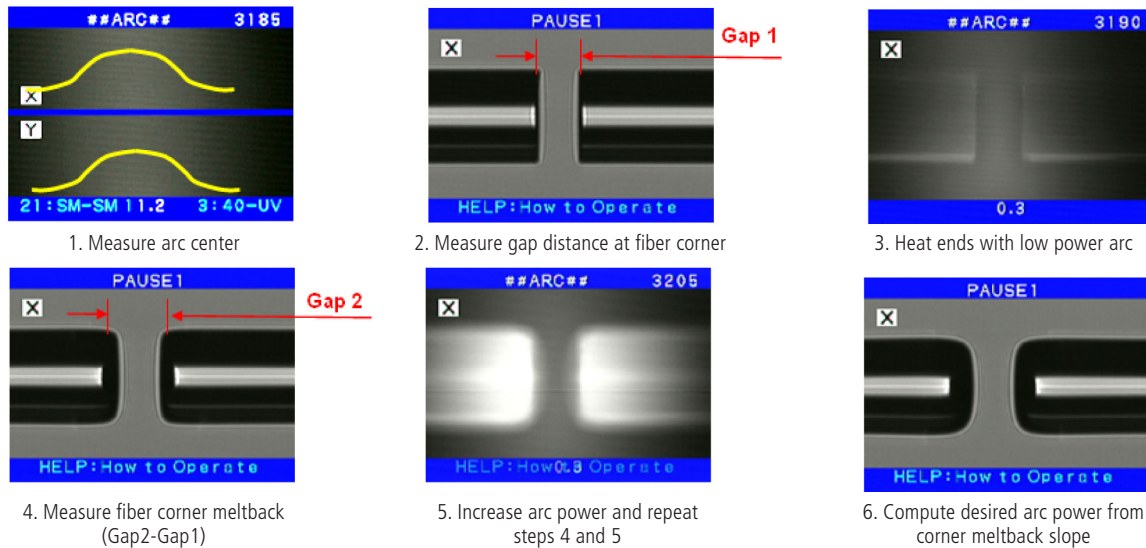 ##ARC## 3185
X
Y
21:SM-SM 11.2 3:40-UV
1. Measure arc center
PAUSE1
X
Gap 1
HELP:How to Operate
2. Measure gap distance at fiber corner
##ARC## 3190
X
0.3
3. Heat ends with low power arc
PAUSE1
X
Gap 2
HELP:How to Operate
4. Measure fiber corner meltback
(Gap2-Gap1)
##ARC## 3205
X
HELP:How Operate
5. Increase arc power and repeat
steps 4 and 5
PAUSE1
X
HELP:How to Operate
6. Compute desired arc power from
corner meltback slope